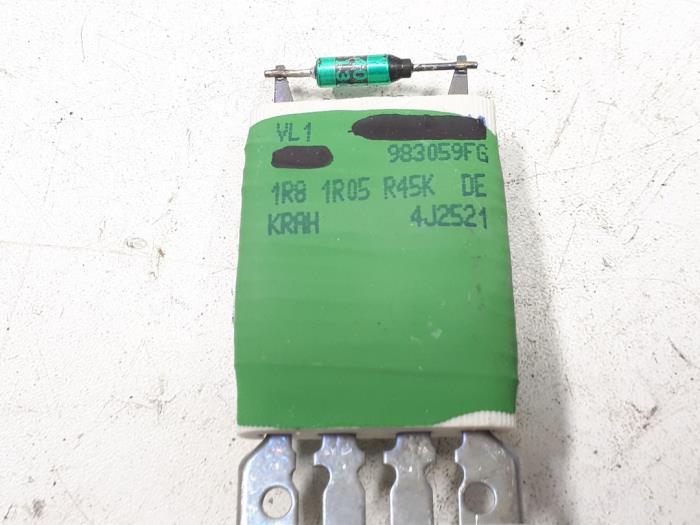 VL1
983059FG
1R8 1R05 R45K DE
KRAH 4J2521